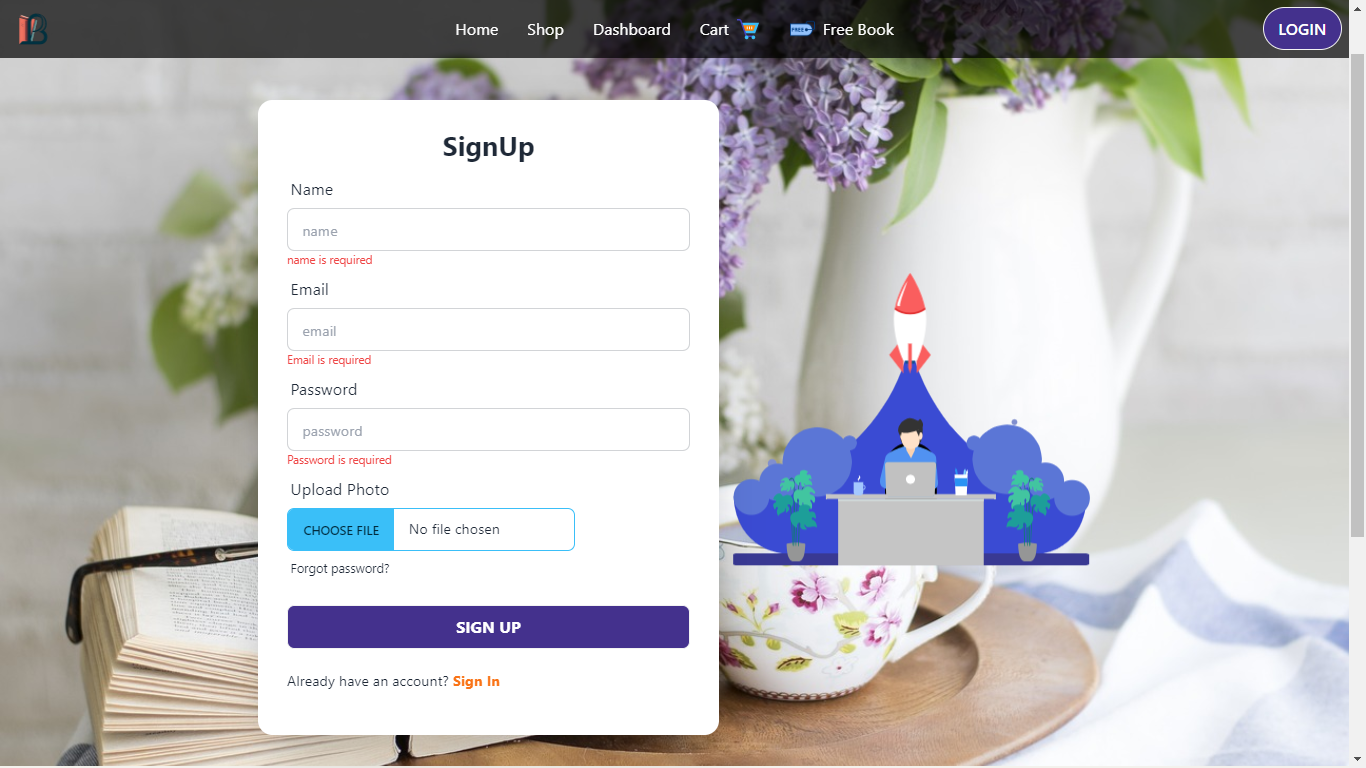 Home Shop Dashboard Cart FREE Free Book LOGIN
SignUp
Name
name
name is required
Email
email
Email is required
Password
password
Password is required
Upload Photo
CHOOSE FILE No file chosen
Forgot password?
SIGN UP
Already have an account? Sign In